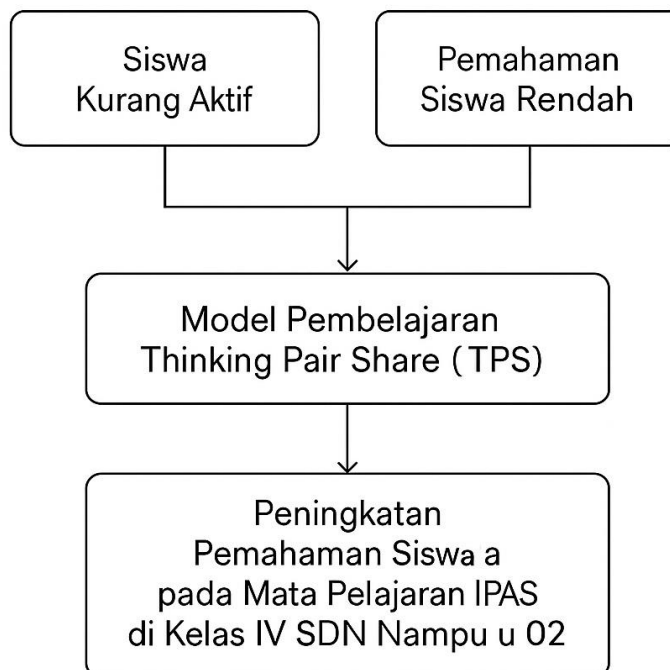 Siswa
Kurang Aktif
Pemahaman
Siswa Rendah
Model Pembelajaran
Thinking Pair Share ( TPS)
Peningkatan
Pemahaman Siswa a
pada Mata Pelajaran IPAS
di Kelas IV SDN Nampu u 02